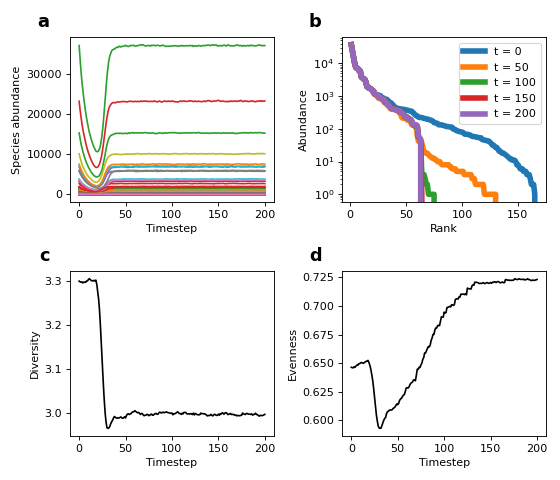 a
Species abundance
30000
20000
10000
0
0
50
100
150
200
Timestep
b
Abundance
10⁴
10³
10²
10¹
10⁰
t = 0
t = 50
t = 100
t = 150
t = 200
0
50
100
150
Rank
c
Diversity
3.3
3.2
3.1
3.0
0
50
100
150
200
Timestep
d
Evenness
0.725
0.700
0.675
0.650
0.625
0.600
0
50
100
150
200
Timestep